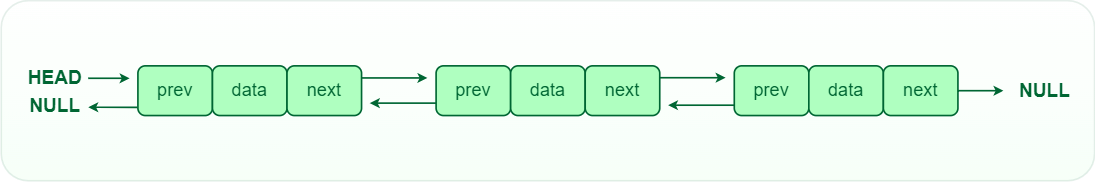 HEAD
NULL
prev data next
prev data next
prev data next
NULL